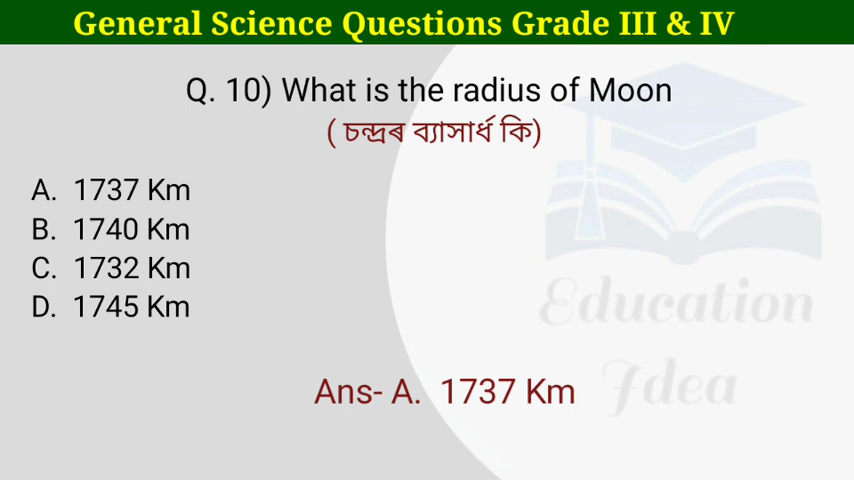 General Science Questions Grade III & IV
Q. 10) What is the radius of Moon
( চন্দ্ৰৰ ব্যাসাৰ্ধ কি)
A. 1737 Km
B. 1740 Km
C. 1732 Km
D. 1745 Km
Education
Idea
Ans- A. 1737 Km